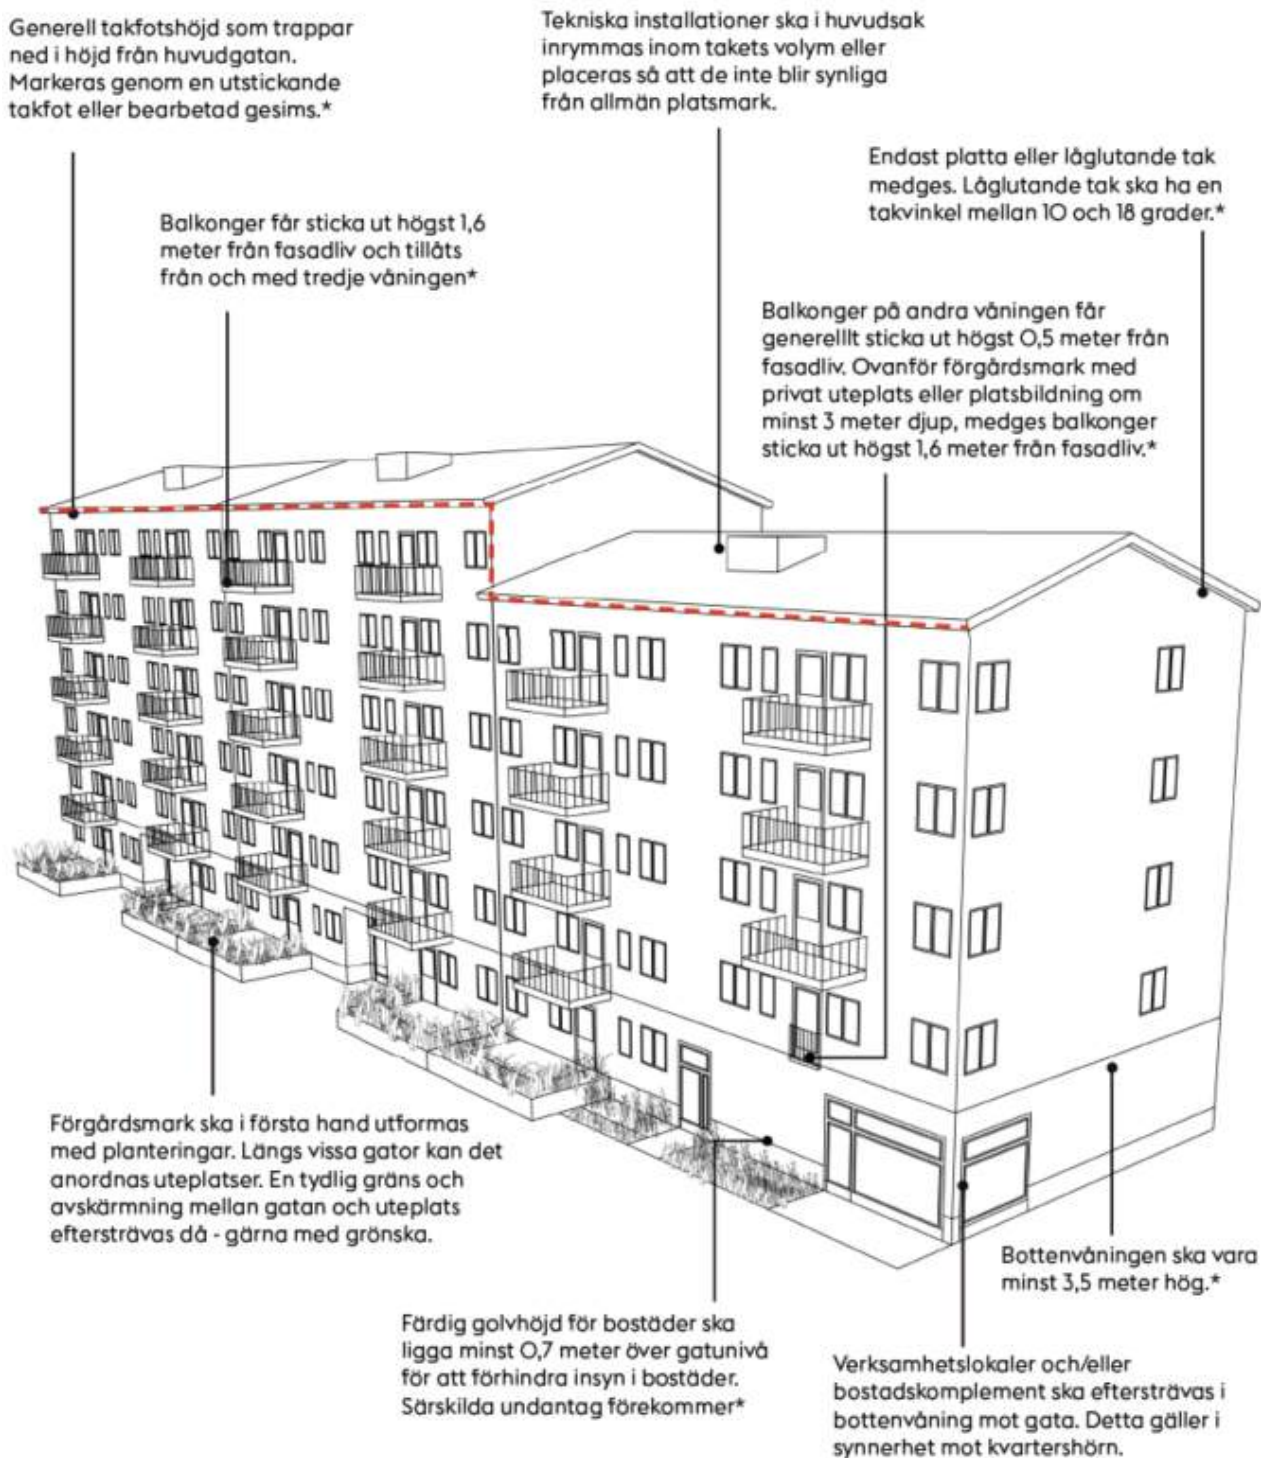 Generell takfotshöjd som trappar
ned i höjd från huvudgatan.
Markeras genom en utstickande
takfot eller bearbetad gesims.*
Tekniska installationer ska i huvudsak
inrymmas inom takets volym eller
placeras så att de inte blir synliga
från allmän platsmark.
Endast platta eller låglutande tak
medges. Låglutande tak ska ha en
takvinkel mellan 10 och 18 grader.*
Balkonger får sticka ut högst 1,6
meter från fasadliv och tillåts
från och med tredje våningen*
Balkonger på andra våningen får
generelllt sticka ut högst 0,5 meter från
fasadliv. Ovanför förgårdsmark med
privat uteplats eller platsbildning om
minst 3 meter djup, medges balkonger
sticka ut högst 1,6 meter från fasadliv.*
Förgårdsmark ska i första hand utformas
med planteringar. Längs vissa gator kan det
anordnas uteplatser. En tydlig gräns och
avskärmning mellan gatan och uteplats
eftersträvas då - gärna med grönska.
Färdig golvhöjd för bostäder ska
ligga minst 0,7 meter över gatunivå
för att förhindra insyn i bostäder.
Särskilda undantag förekommer*
Bottenvåningen ska vara
minst 3,5 meter hög.*
Verksamhetslokaler och/eller
bostadskomplement ska eftersträvas i
bottenvåning mot gata. Detta gäller i
synnerhet mot kvartershörn.